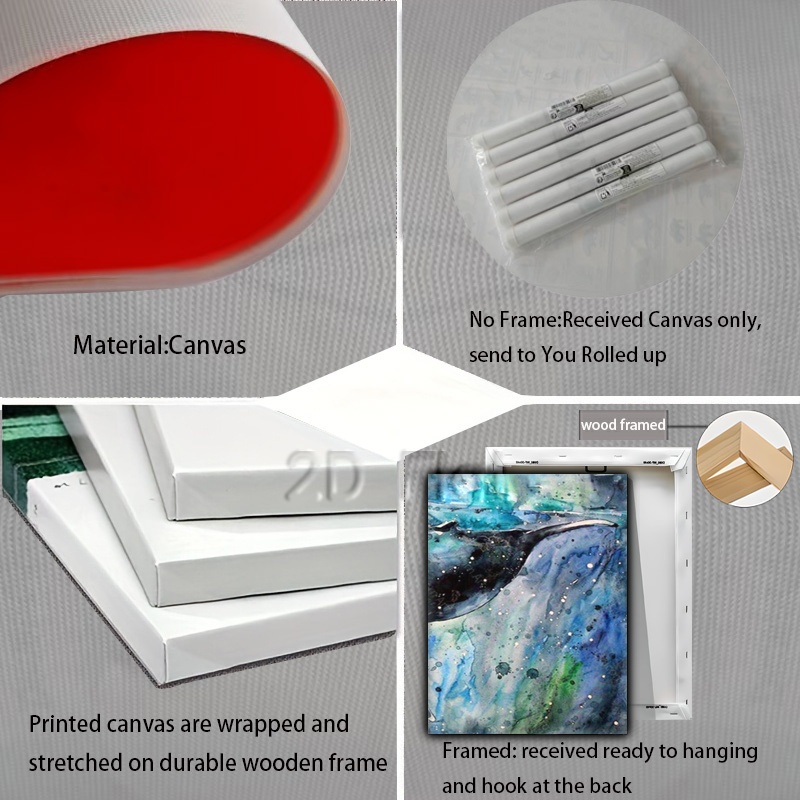 Material:Canvas
No Frame:Received Canvas only,
send to You Rolled up
wood framed
2D
Printed canvas are wrapped and
stretched on durable wooden frame
Framed: received ready to hanging
and hook at the back